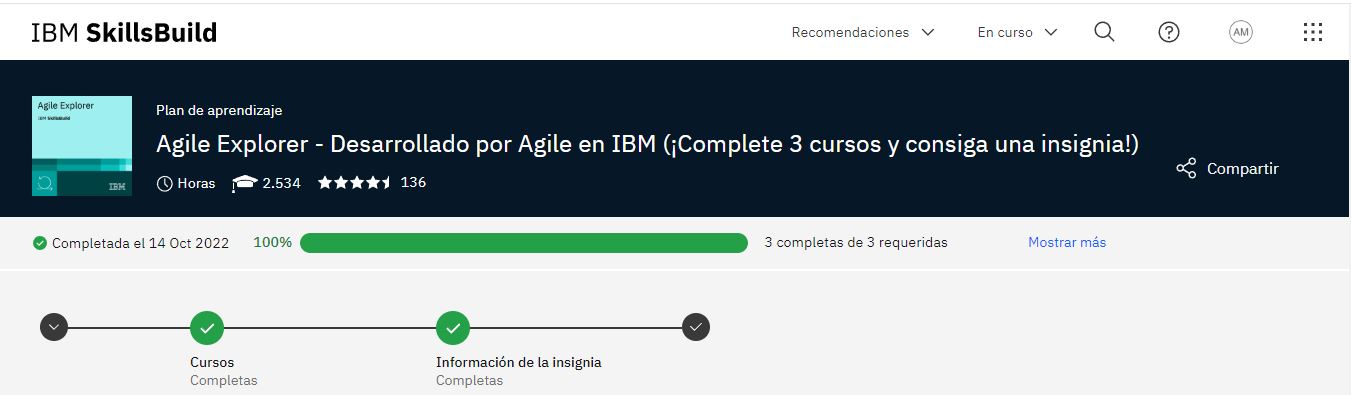 IBM SkillsBuild
Recomendaciones
En curso
AM
Agile Explorer
IBM SkillsBuild
IBM
Plan de aprendizaje
Agile Explorer - Desarrollado por Agile en IBM (¡Complete 3 cursos y consiga una insignia!)
Horas 2.534 136
Compartir
Completada el 14 Oct 2022 100% 3 completas de 3 requeridas Mostrar más
Cursos
Completas
Información de la insignia
Completas